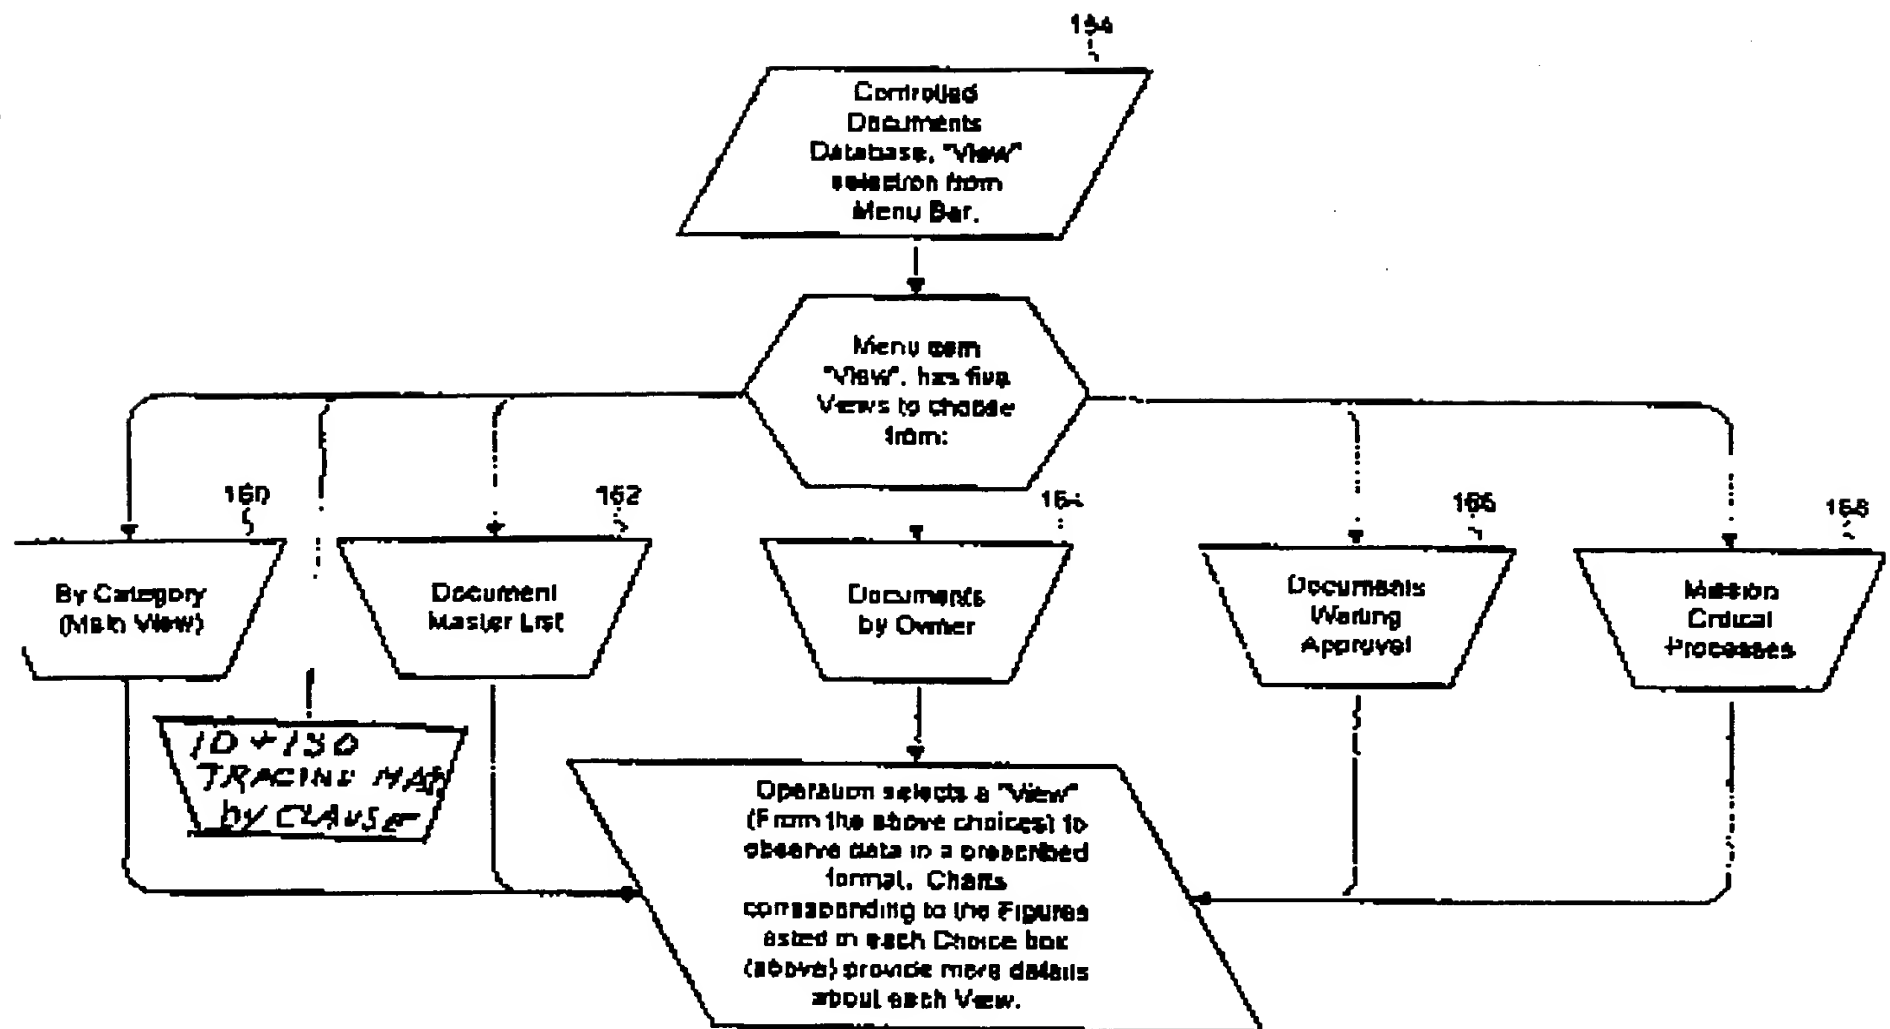 154
Controlled
Documents
Database, "View"
selection from
Menu Bar.
Menu item
"View", has five
Views to choose
from:
160
162
16
166
168
By Category
(Main View)
Document
Master List
Documents
by Owner
Documents
Waiting
Approval
Mission
Critical
Processes
ID + ISO
TRACING MAP
by CLAUSE
Operation selects a "View"
(From the above choices) to
observe data in a prescribed
format. Charts
corresponding to the Figures
listed in each Choice box
(above) provide more details
about each View.